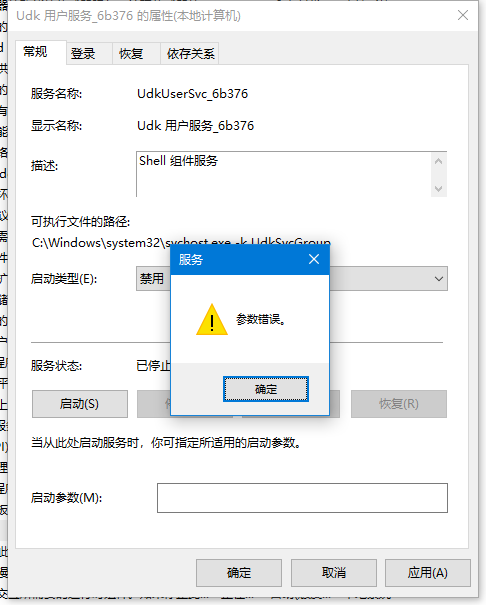 Udk 用户服务_6b376 的属性(本地计算机)
常规 登录 恢复 依存关系
服务名称: UdkUserSvc_6b376
显示名称: Udk 用户服务_6b376
描述: Shell 组件服务
可执行文件的路径:
C:\Windows\system32\svchost.exe -k UdkSvcGroup
服务
启动类型(E): 禁用
参数错误。
服务状态: 已停止
确定
启动(S) 恢复(R)
当从此处启动服务时，你可指定所适用的启动参数。
启动参数(M):
确定 取消 应用(A)